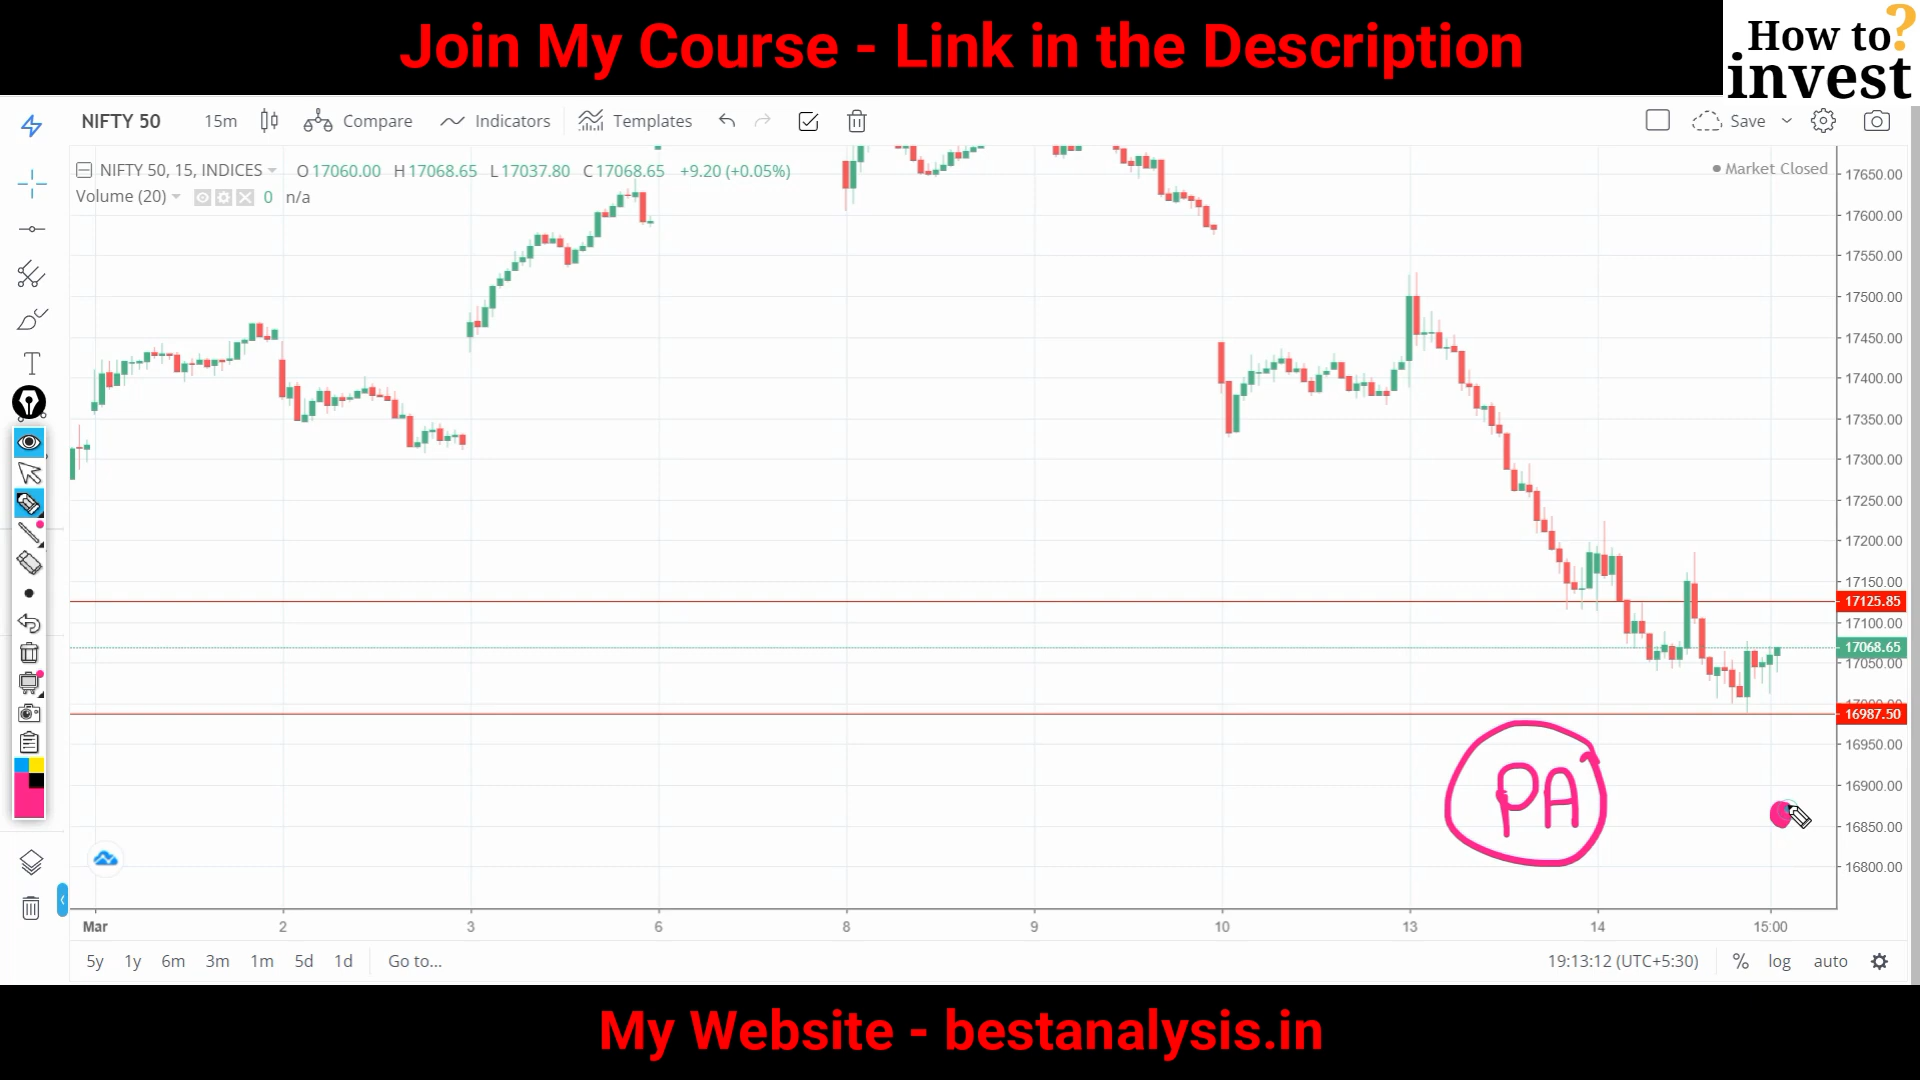 Join My Course - Link in the Description
How to?
invest
NIFTY 50 15m Compare Indicators Templates Save
NIFTY 50, 15, INDICES O17060.00 H17068.65 L17037.80 C17068.65 +9.20 (+0.05%)
Market Closed
Volume (20) 0 n/a
T
17650.00
17600.00
17550.00
17500.00
17450.00
17400.00
17350.00
17300.00
17250.00
17200.00
17150.00
17125.85
17100.00
17068.65
17050.00
16987.50
16950.00
16900.00
16850.00
16800.00
PA
Mar 2 3 6 8 9 10 13 14 15:00
5y 1y 6m 3m 1m 5d 1d Go to... 19:13:12 (UTC+5:30) % log auto
My Website - bestanalysis.in